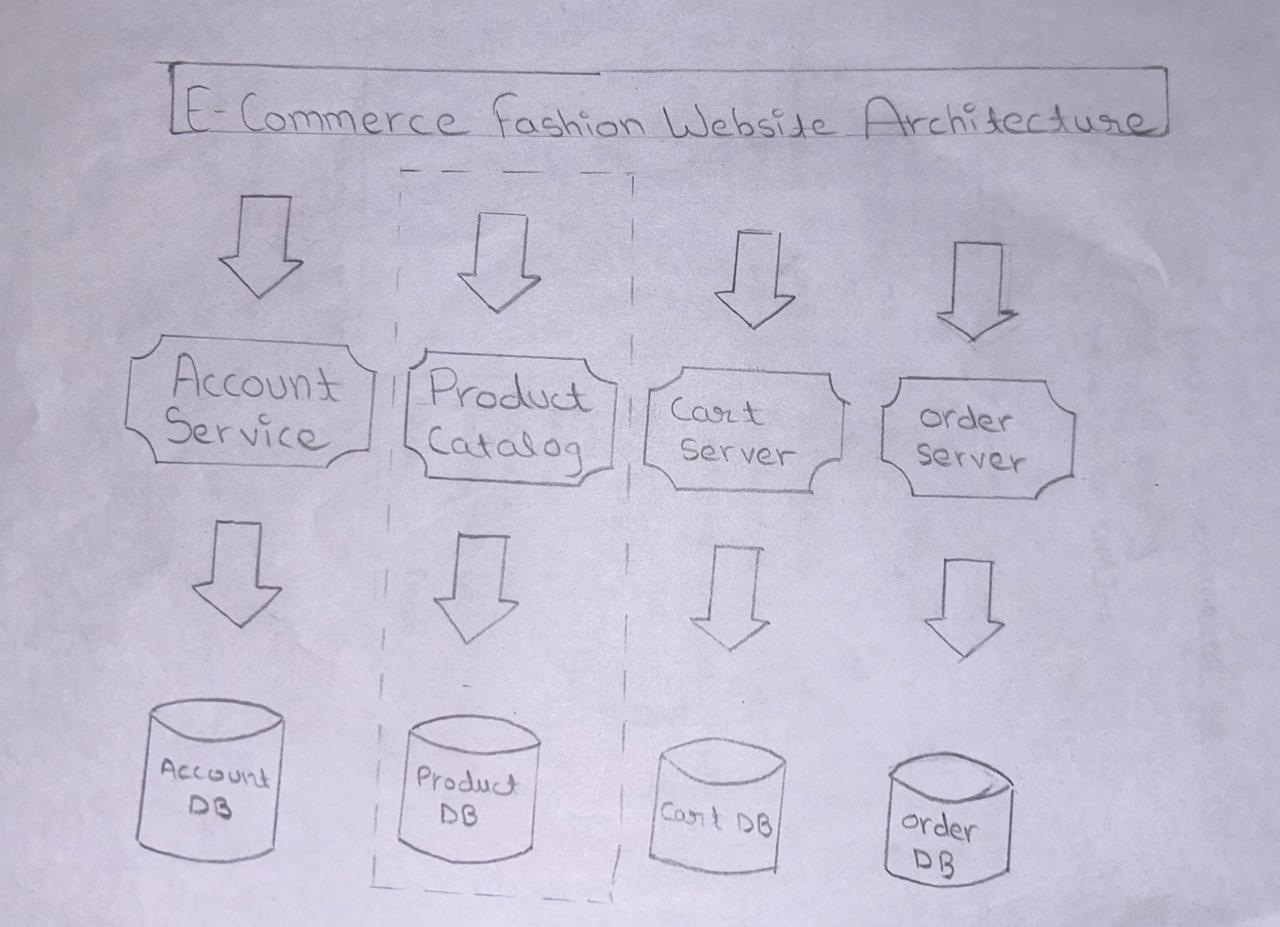 E-Commerce Fashion Website Architecture
Account
Service
Product
Catalog
Cart
Server
order
server
Account
DB
Product
DB
Cart DB
order
DB